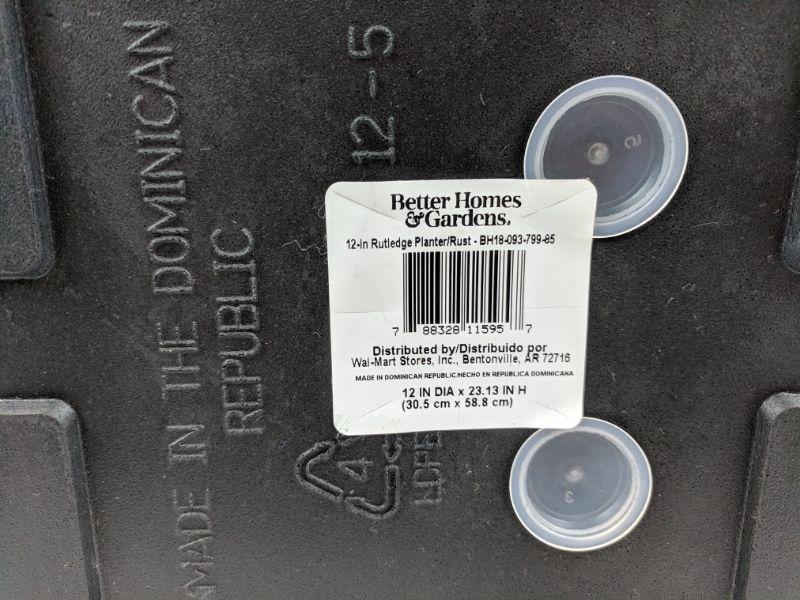 MADE IN THE DOMINICAN
REPUBLIC
12-5
Better Homes
& Gardens®
12-in Rutledge Planter/Rust - BH18-093-799-85
7 88328 11595 7
Distributed by/Distribuido por
Wal-Mart Stores, Inc., Bentonville, AR 72716
MADE IN DOMINICAN REPUBLIC/HECHO EN REPUBLICA DOMINICANA
12 IN DIA x 23.13 IN H
(30.5 cm x 58.8 cm)
4
LDPE
3